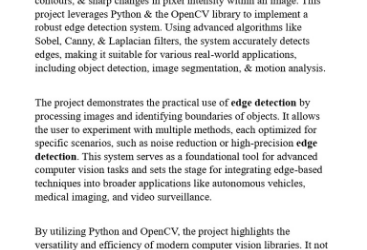 contours, & sharp changes in pixel intensity within an image. This
project leverages Python & the OpenCV library to implement a
robust edge detection system. Using advanced algorithms like
Sobel, Canny, & Laplacian filters, the system accurately detects
edges, making it suitable for various real-world applications,
including object detection, image segmentation, & motion analysis.
The project demonstrates the practical use of edge detection by
processing images and identifying boundaries of objects. It allows
the user to experiment with multiple methods, each optimized for
specific scenarios, such as noise reduction or high-precision edge
detection. This system serves as a foundational tool for advanced
computer vision tasks and sets the stage for integrating edge-based
techniques into broader applications like autonomous vehicles,
medical imaging, and video surveillance.
By utilizing Python and OpenCV, the project highlights the
versatility and efficiency of modern computer vision libraries. It not